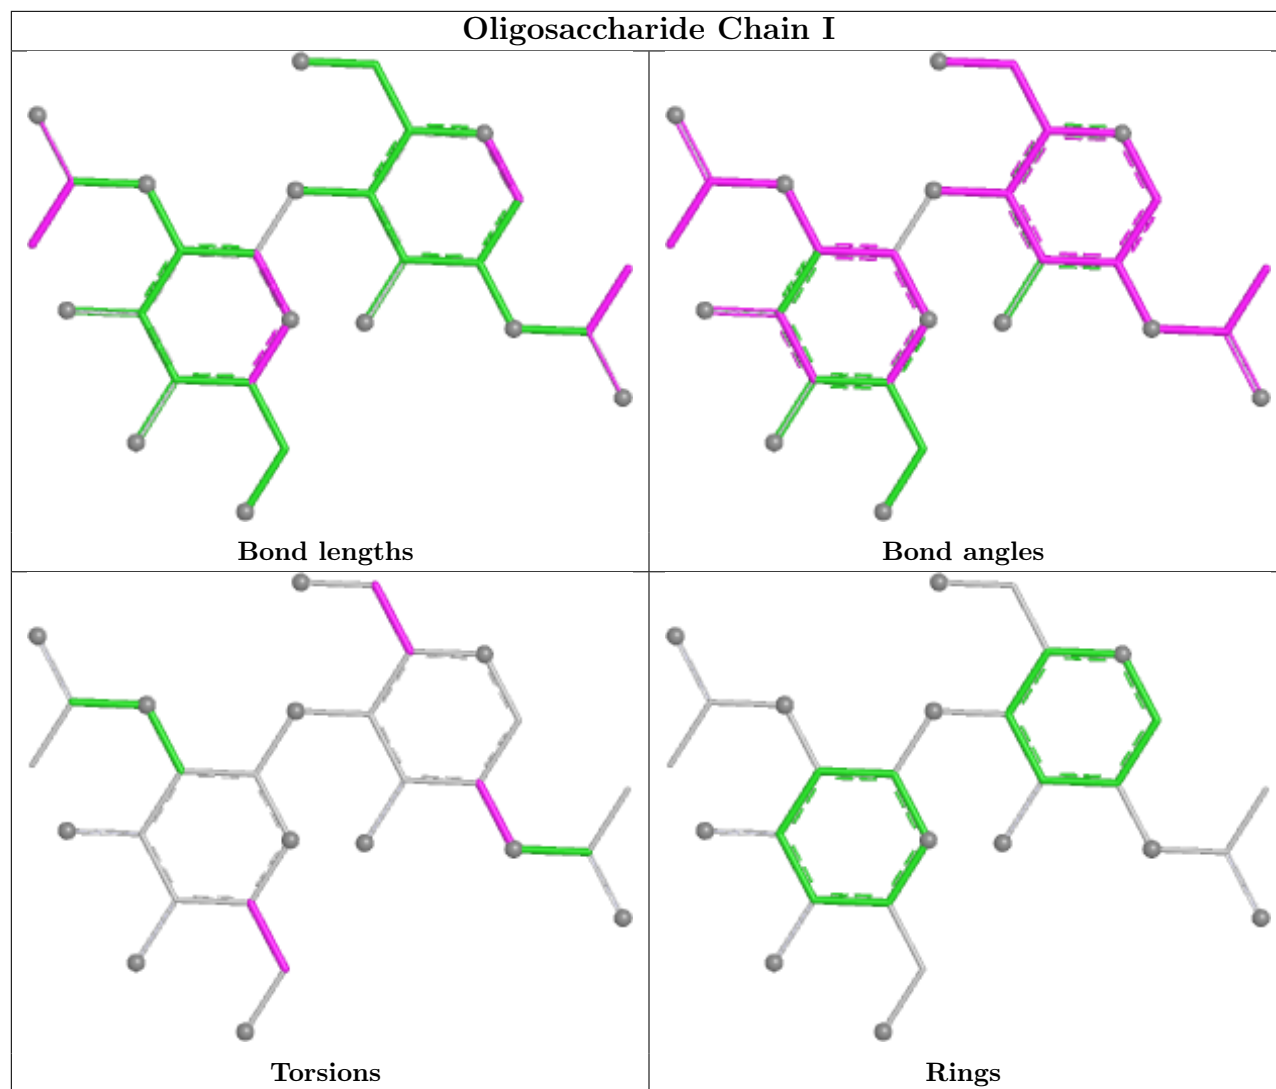 Oligosaccharide Chain I
Bond lengths
Bond angles
Torsions
Rings